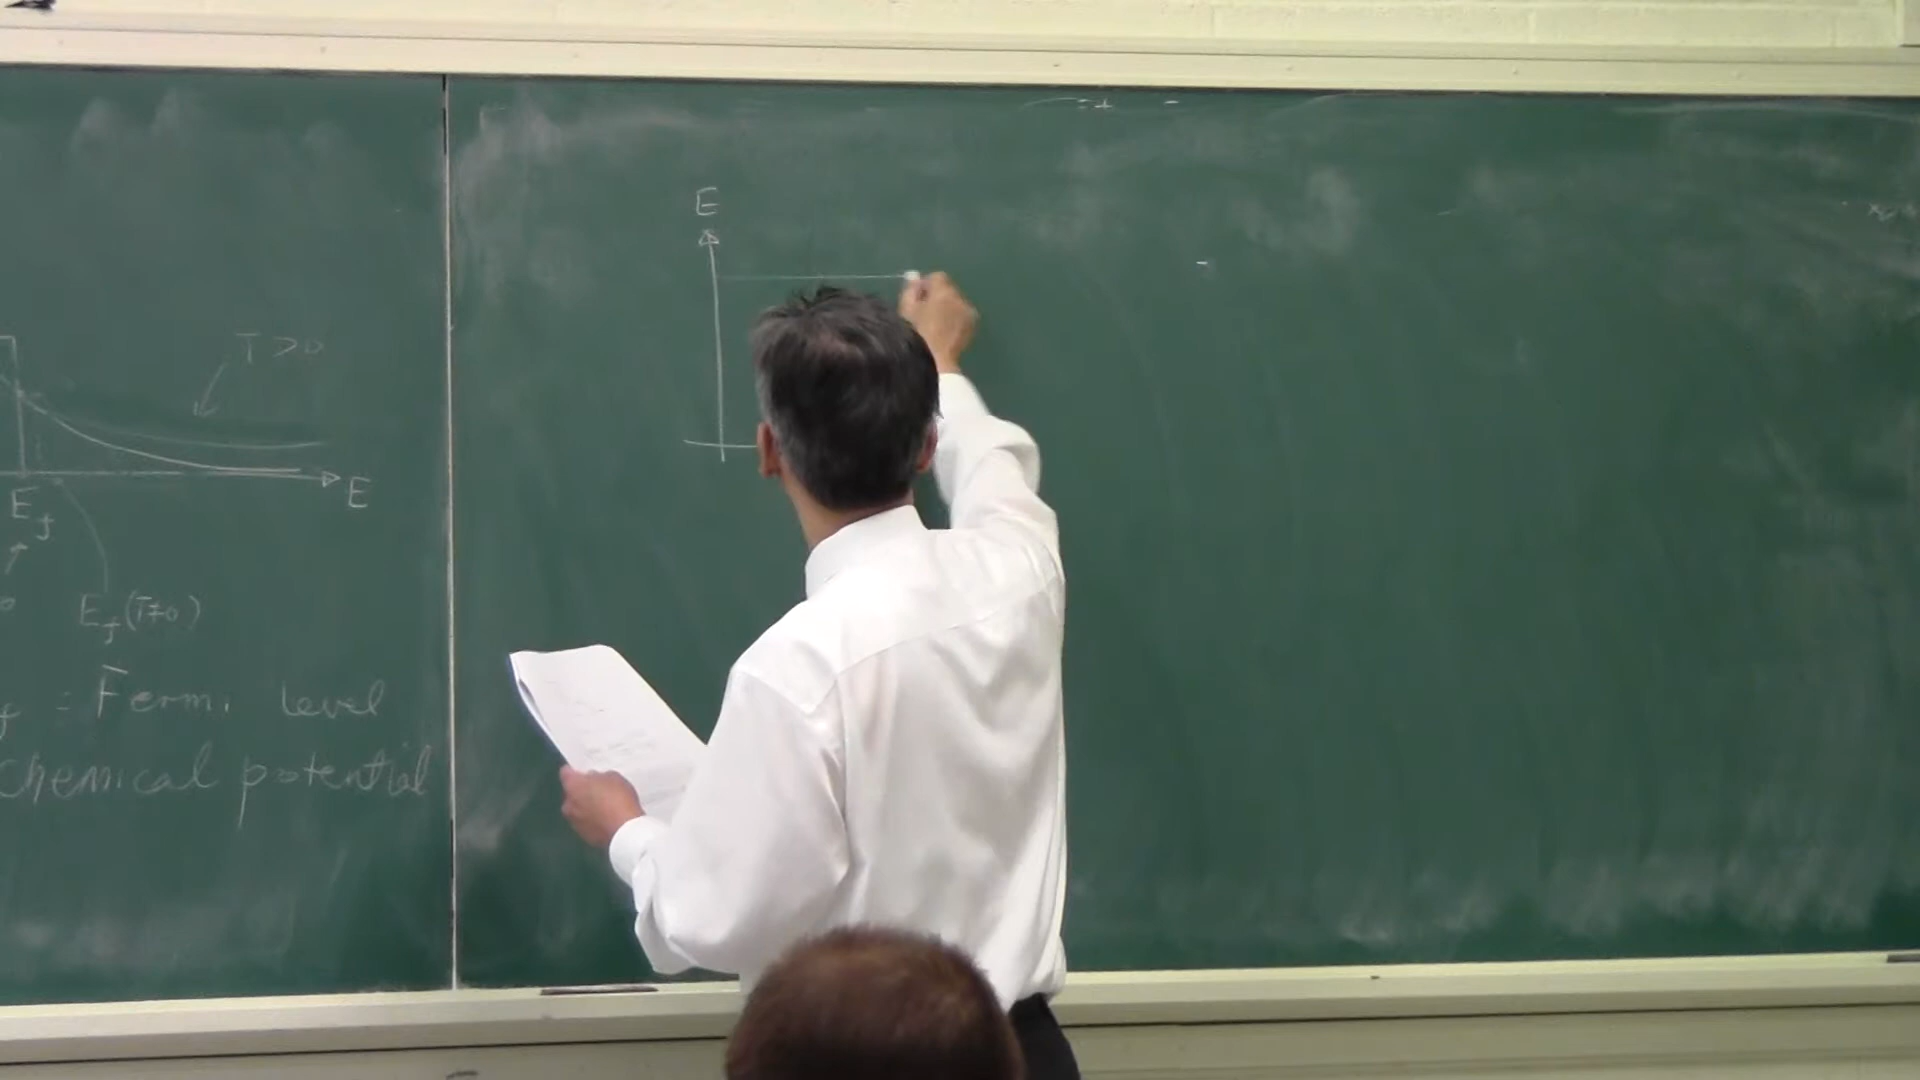 T > 0
E
E_f
E_f(T≠0)
f : Fermi level
chemical potential
E